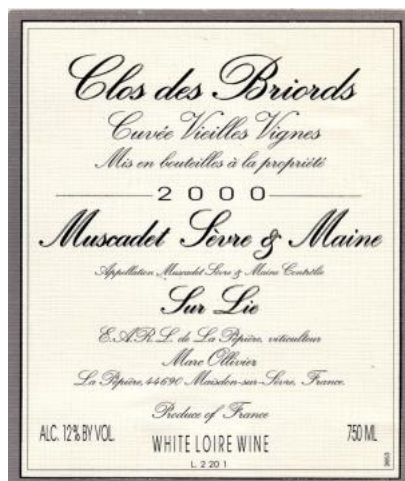 Clos des Briords
Cuvée Vieilles Vignes
Mis en bouteilles à la propriété
2000
Muscadet Sèvre & Maine
Appellation Muscadet Sèvre & Maine Contrôlée
Sur Lie
E.A.R.L. de La Pépière, viticulteur
Marc Ollivier
La Pépière, 44690 Maisdon-sur-Sèvre, France.
Produce of France
ALC. 12% BY VOL.
WHITE LOIRE WINE
750 ML
L. 2 20 1